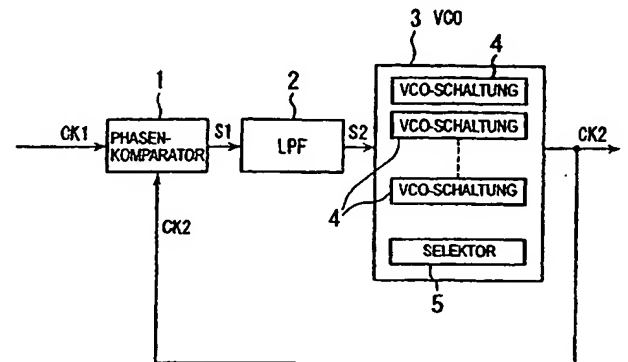 3 VCO
4
VCO-SCHALTUNG
1
2
CK1
PHASEN-
KOMPARATOR
S1
LPF
S2
VCO-SCHALTUNG
CK2
4
VCO-SCHALTUNG
CK2
SELEKTOR
5